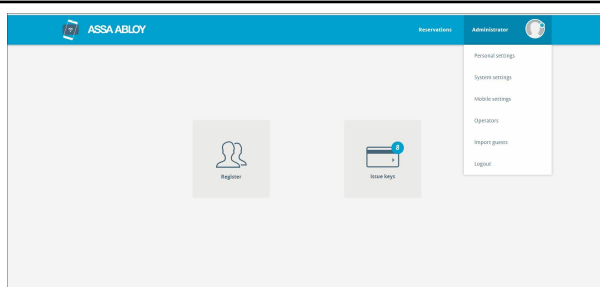 ASSA ABLOY
Reservations
Administrator
Personal settings
System settings
Mobile settings
Operators
Import guests
Logout
8
Register
Issue keys